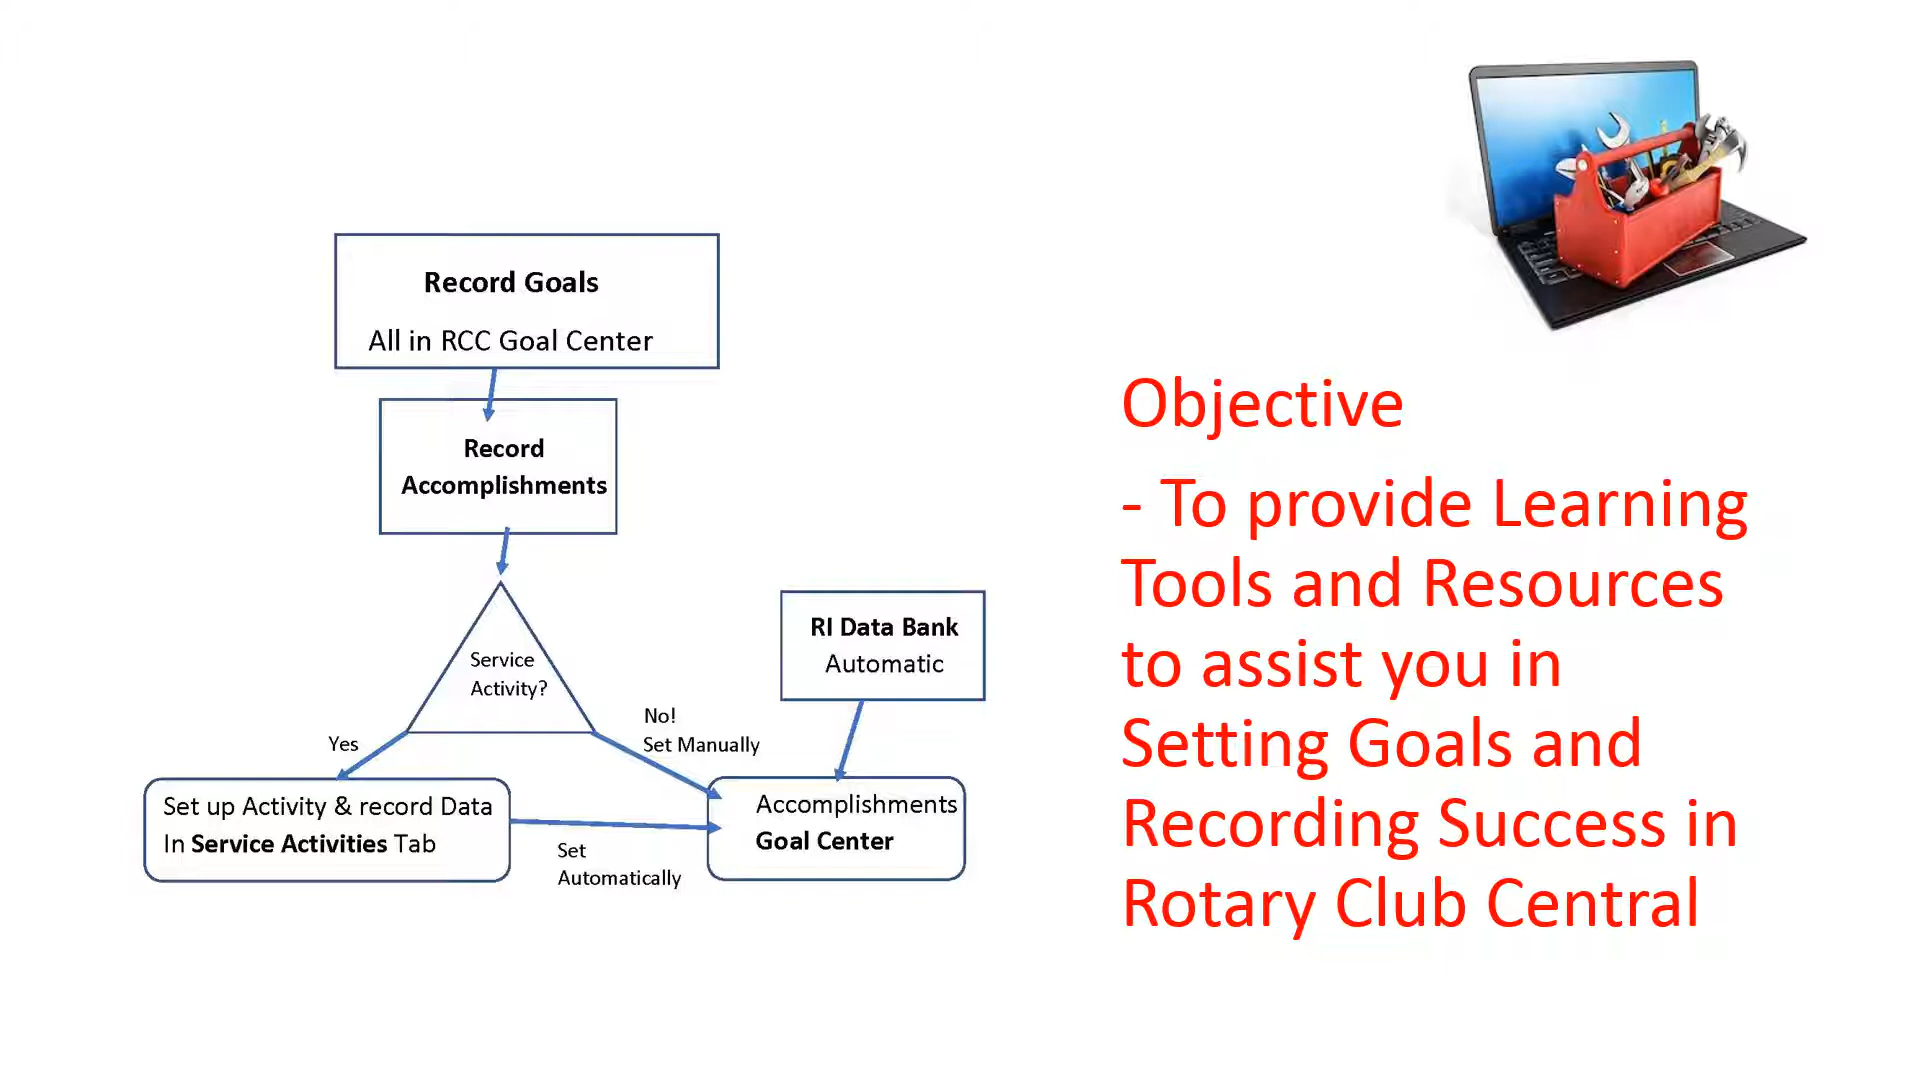 Record Goals
All in RCC Goal Center
Record
Accomplishments
Service
Activity?
Yes
No!
Set Manually
RI Data Bank
Automatic
Set up Activity & record Data
In Service Activities Tab
Set
Automatically
Accomplishments
Goal Center
Objective
- To provide Learning
Tools and Resources
to assist you in
Setting Goals and
Recording Success in
Rotary Club Central